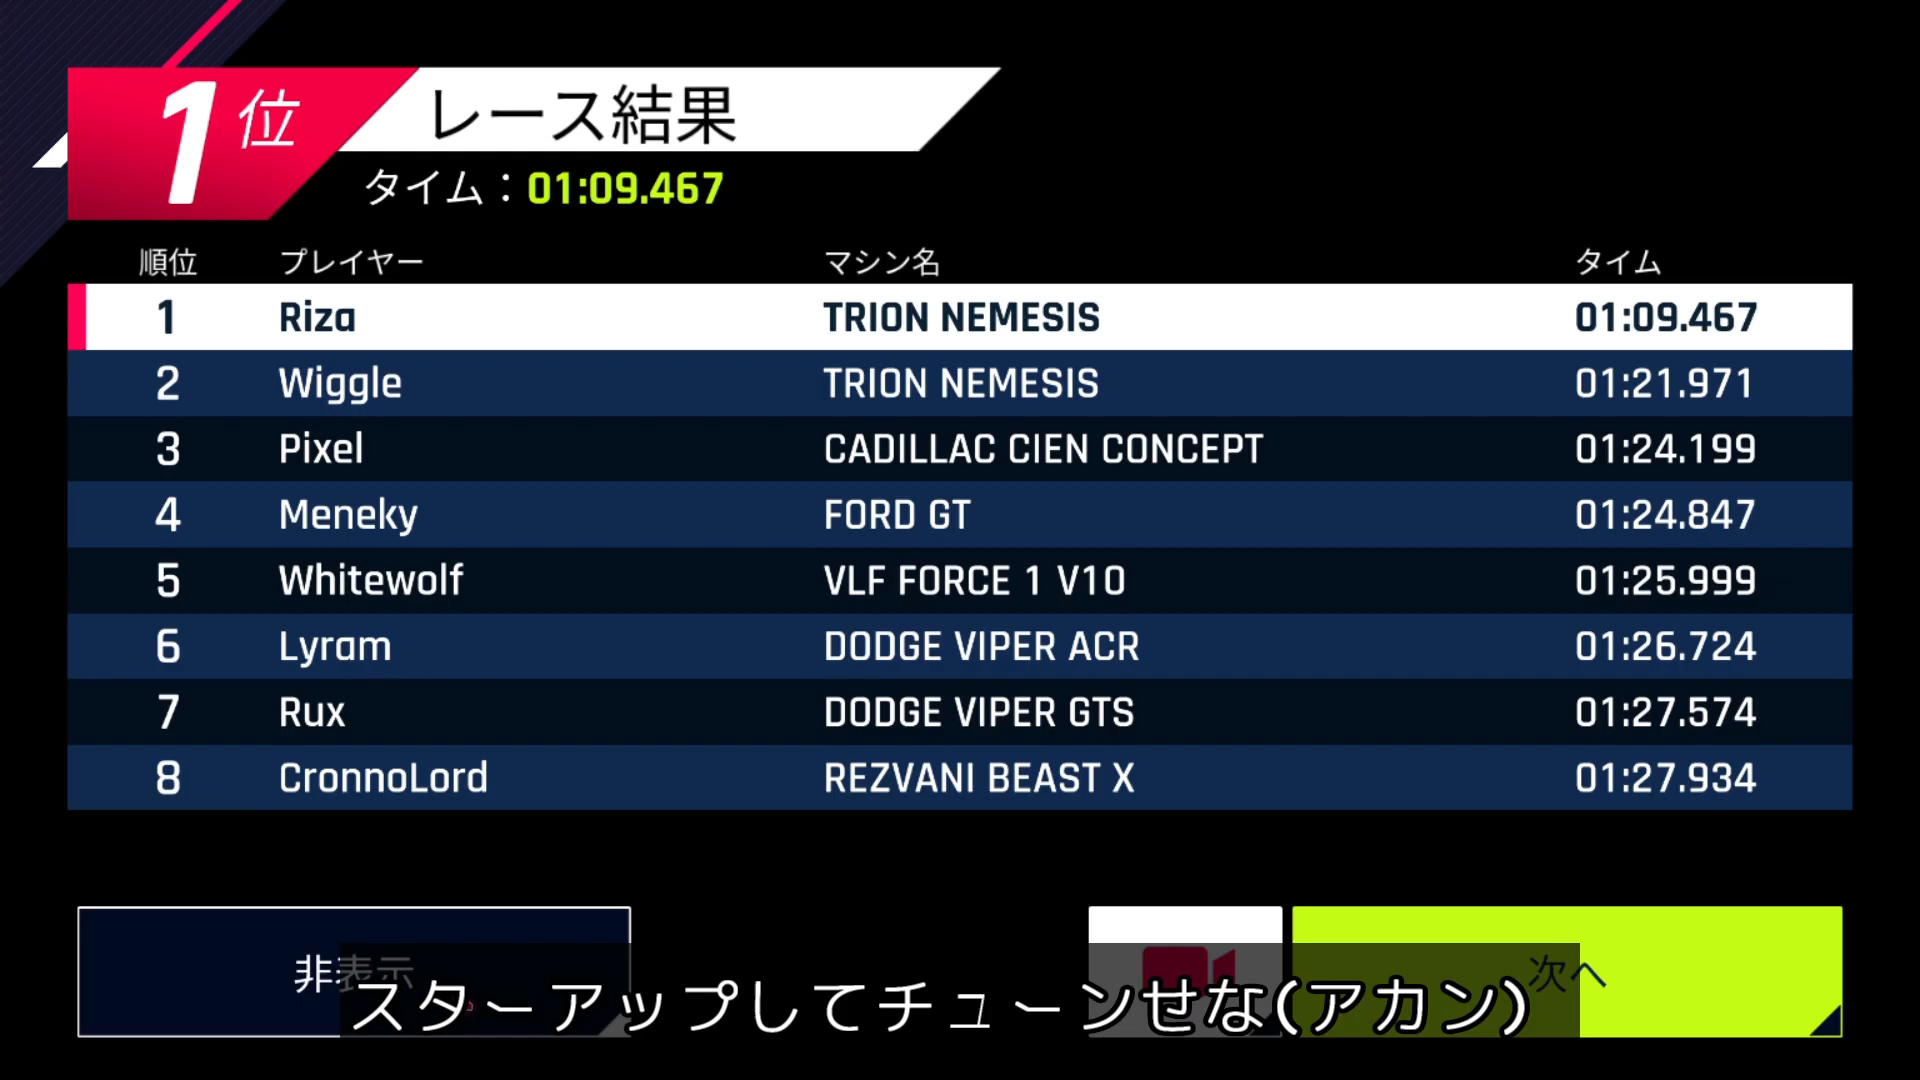 1位 レース結果
タイム：01:09.467
順位 プレイヤー マシン名 タイム
1 Riza TRION NEMESIS 01:09.467
2 Wiggle TRION NEMESIS 01:21.971
3 Pixel CADILLAC CIEN CONCEPT 01:24.199
4 Meneky FORD GT 01:24.847
5 Whitewolf VLF FORCE 1 V10 01:25.999
6 Lyram DODGE VIPER ACR 01:26.724
7 Rux DODGE VIPER GTS 01:27.574
8 CronnoLord REZVANI BEAST X 01:27.934
非表示 次へ
スターアップしてチューンせな(アカン)